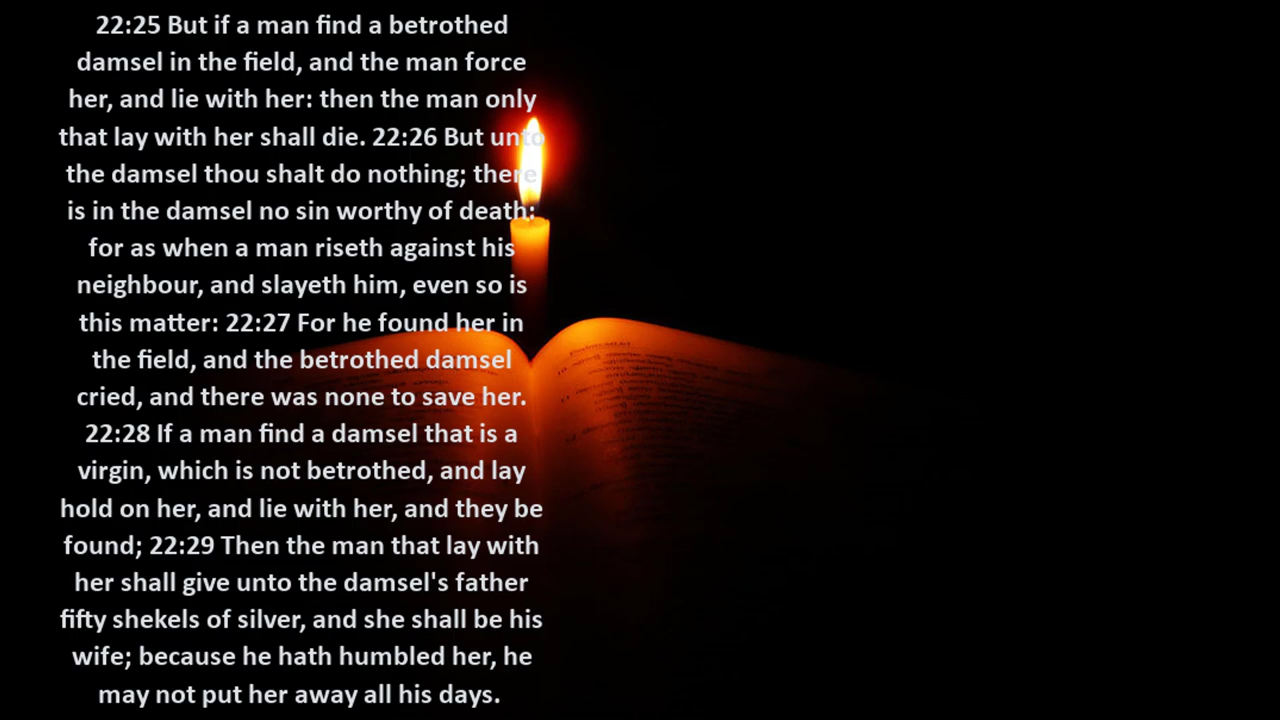 22:25 But if a man find a betrothed
damsel in the field, and the man force
her, and lie with her: then the man only
that lay with her shall die. 22:26 But unto
the damsel thou shalt do nothing; there
is in the damsel no sin worthy of death:
for as when a man riseth against his
neighbour, and slayeth him, even so is
this matter: 22:27 For he found her in
the field, and the betrothed damsel
cried, and there was none to save her.
22:28 If a man find a damsel that is a
virgin, which is not betrothed, and lay
hold on her, and lie with her, and they be
found; 22:29 Then the man that lay with
her shall give unto the damsel's father
fifty shekels of silver, and she shall be his
wife; because he hath humbled her, he
may not put her away all his days.